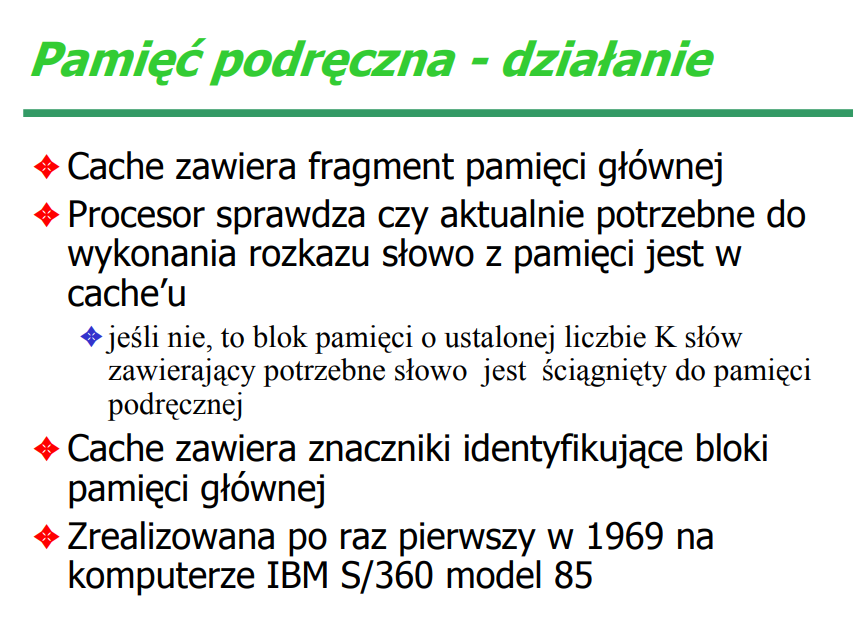 Pamięć podręczna - działanie
Cache zawiera fragment pamięci głównej
Procesor sprawdza czy aktualnie potrzebne do
wykonania rozkazu słowo z pamięci jest w
cache’u
jeśli nie, to blok pamięci o ustalonej liczbie K słów
zawierający potrzebne słowo jest ściągnięty do pamięci
podręcznej
Cache zawiera znaczniki identyfikujące bloki
pamięci głównej
Zrealizowana po raz pierwszy w 1969 na
komputerze IBM S/360 model 85